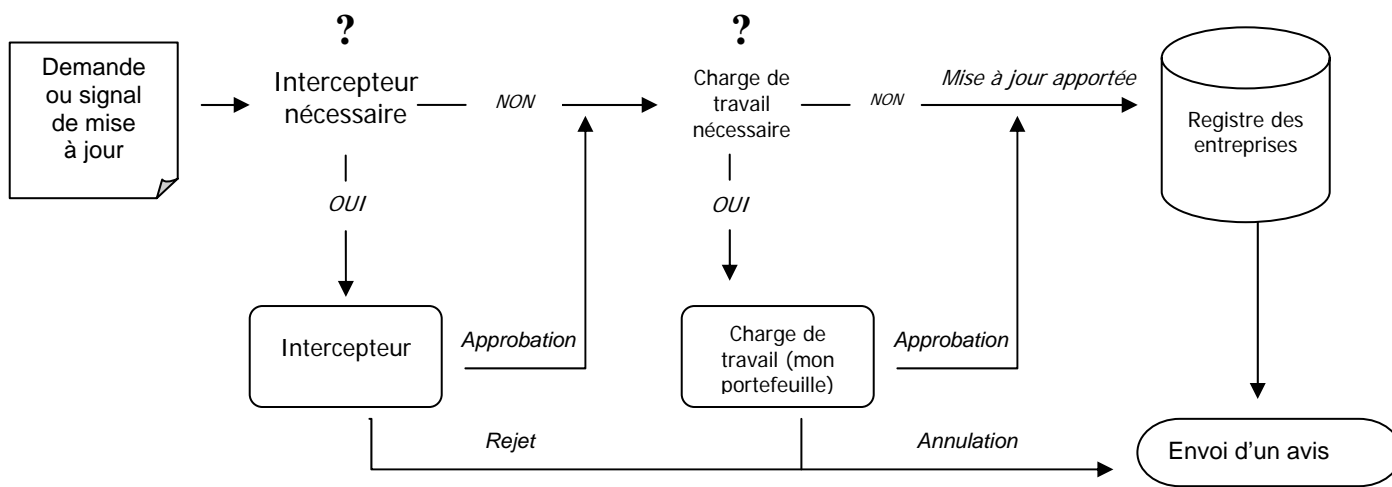 ?
?
Demande
ou signal
de mise
à jour
Intercepteur
nécessaire
NON
Charge de
travail
nécessaire
NON
Mise à jour apportée
Registre des
entreprises
OUI
OUI
Intercepteur
Approbation
Charge de
travail (mon
portefeuille)
Approbation
Rejet
Annulation
Envoi d'un avis